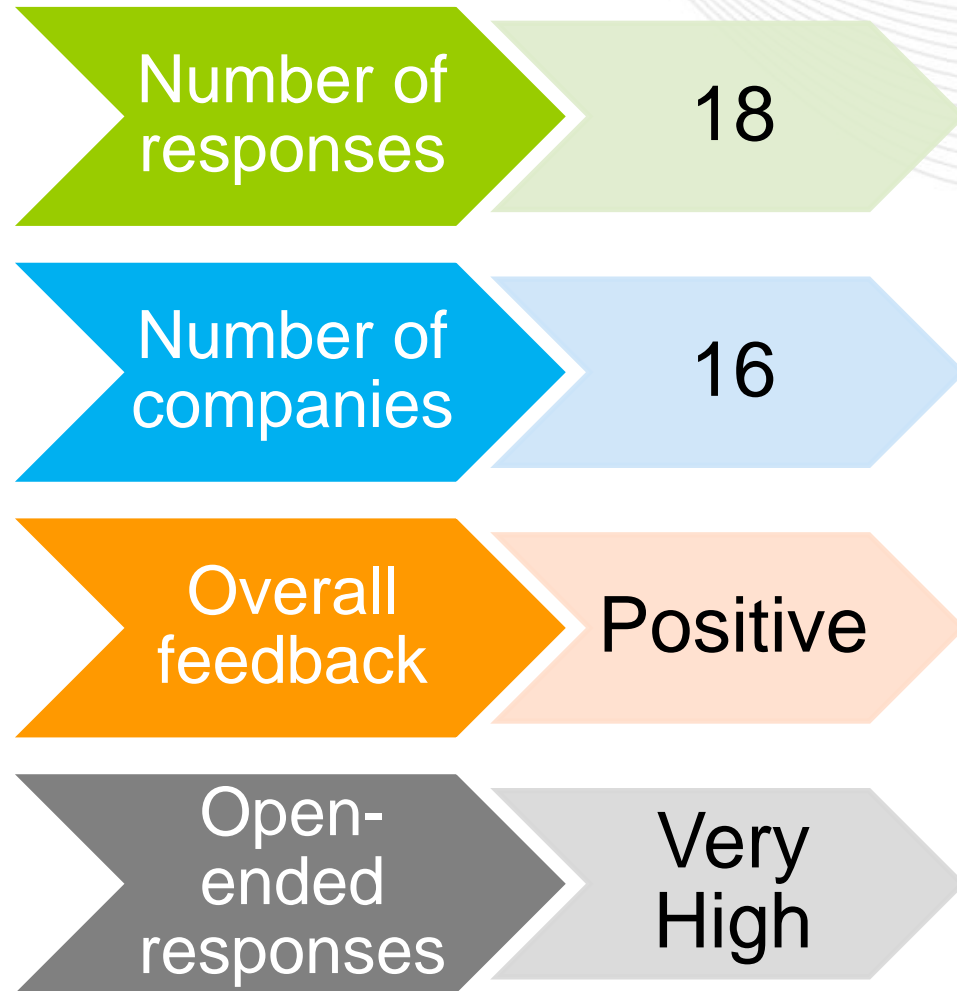 Number of
responses
18
Number of
companies
16
Overall
feedback
Positive
Open-
ended
responses
Very
High